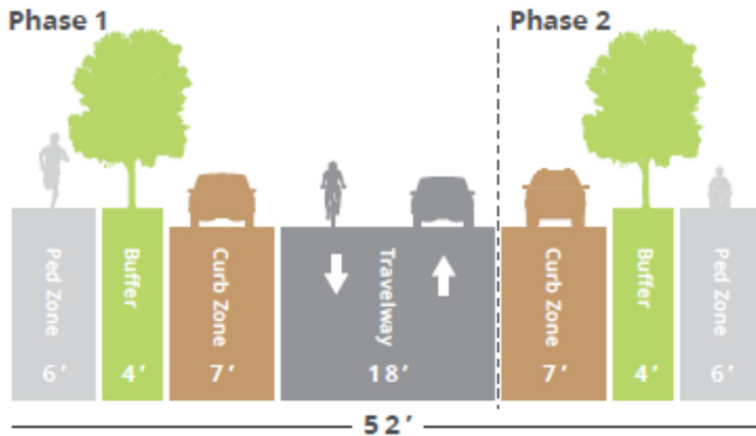 Phase 1
Phase 2
Ped Zone
Buffer
Curb Zone
Travelway
Curb Zone
Buffer
Ped Zone
6'
4'
7'
18'
7'
4'
6'
52'